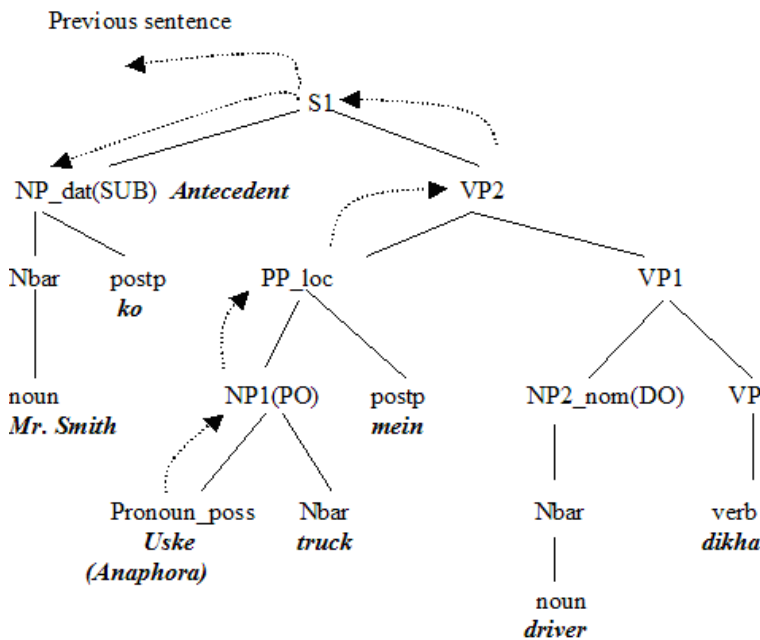 Previous sentence
S1
NP_dat(SUB) Antecedent VP2
Nbar postp PP_loc VP1
ko
noun NP1(PO) postp NP2_nom(DO) VP
Mr. Smith mein
Pronoun_poss Nbar Nbar verb
Uske truck dikha
(Anaphora)
noun
driver